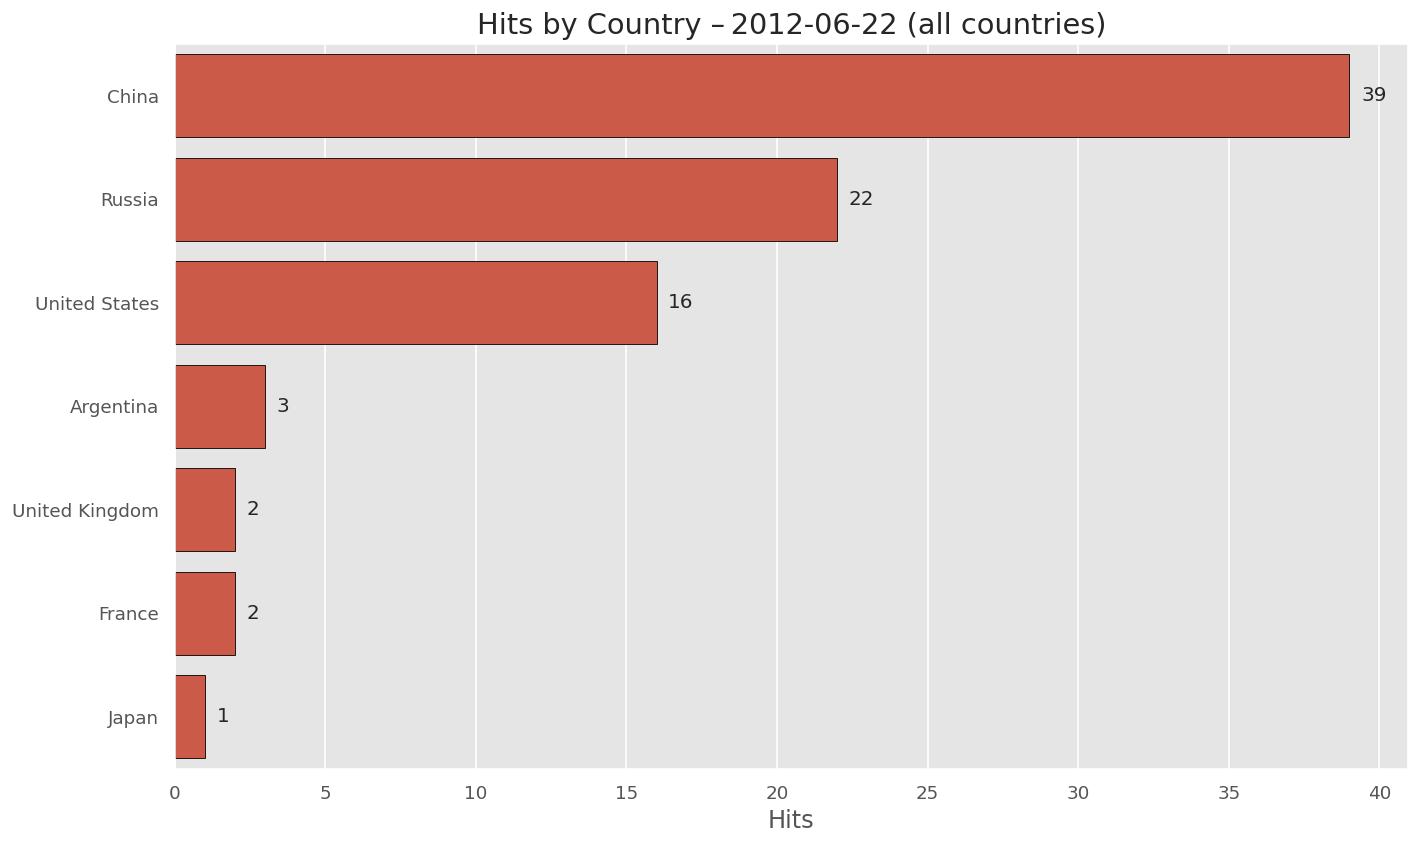 Hits by Country – 2012-06-22 (all countries)
China
39
Russia
22
United States
16
Argentina
3
United Kingdom
2
France
2
Japan
1
0 5 10 15 20 25 30 35 40
Hits